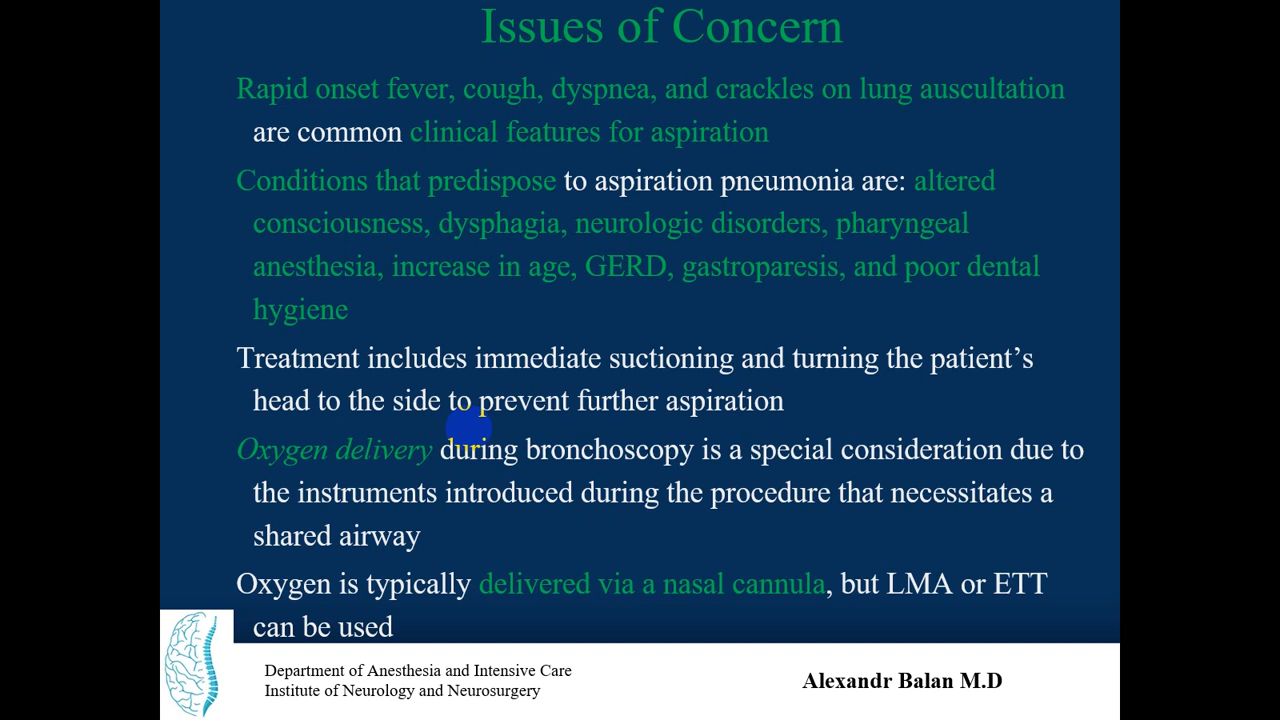 Issues of Concern
Rapid onset fever, cough, dyspnea, and crackles on lung auscultation
are common clinical features for aspiration
Conditions that predispose to aspiration pneumonia are: altered
consciousness, dysphagia, neurologic disorders, pharyngeal
anesthesia, increase in age, GERD, gastroparesis, and poor dental
hygiene
Treatment includes immediate suctioning and turning the patient’s
head to the side to prevent further aspiration
Oxygen delivery during bronchoscopy is a special consideration due to
the instruments introduced during the procedure that necessitates a
shared airway
Oxygen is typically delivered via a nasal cannula, but LMA or ETT
can be used
Department of Anesthesia and Intensive Care
Institute of Neurology and Neurosurgery
Alexandr Balan M.D